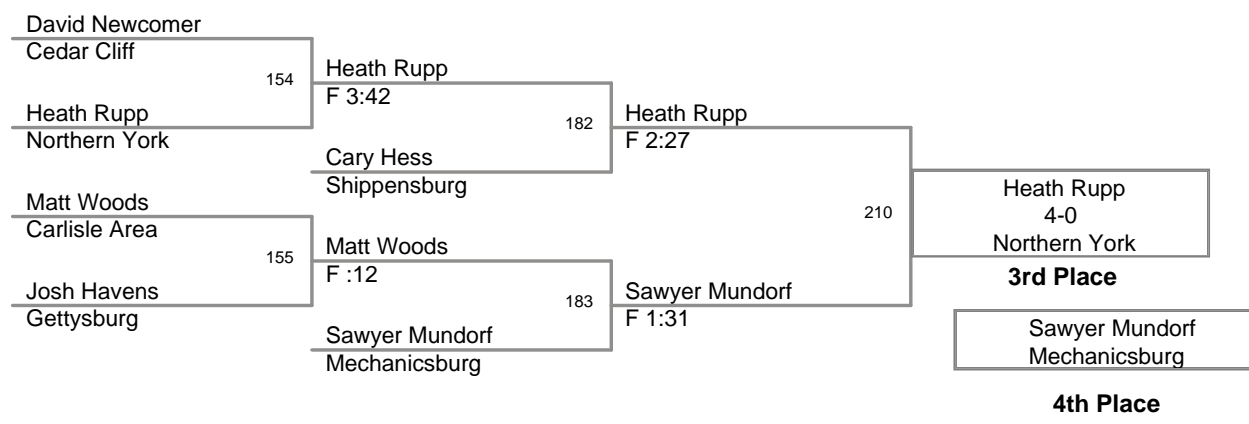 David Newcomer
Cedar Cliff
154
Heath Rupp
Northern York
Heath Rupp
F 3:42
182
Cary Hess
Shippensburg
Heath Rupp
F 2:27
Matt Woods
Carlisle Area
155
Josh Havens
Gettysburg
Matt Woods
F :12
183
Sawyer Mundorf
Mechanicsburg
Sawyer Mundorf
F 1:31
210
Heath Rupp
4-0
Northern York
3rd Place
Sawyer Mundorf
Mechanicsburg
4th Place